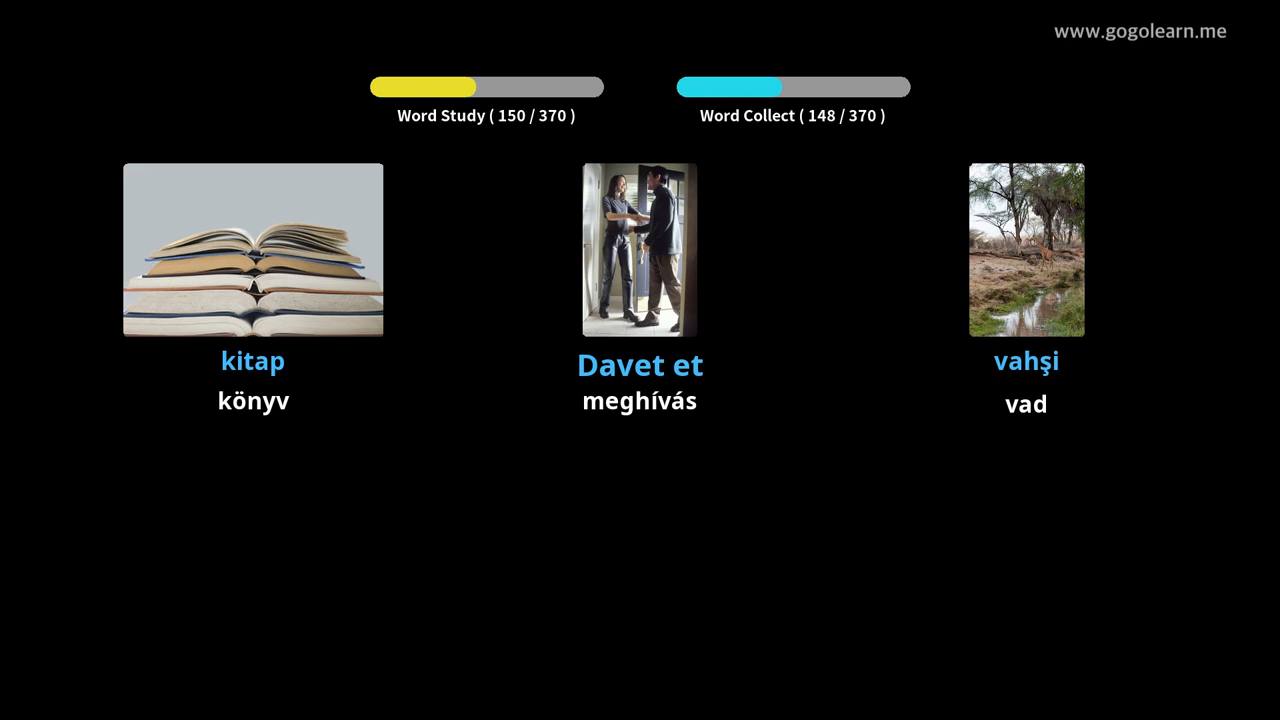 www.gogolearn.me
Word Study ( 150 / 370 )
Word Collect ( 148 / 370 )
kitap
könyv
Davet et
meghívás
vahşi
vad